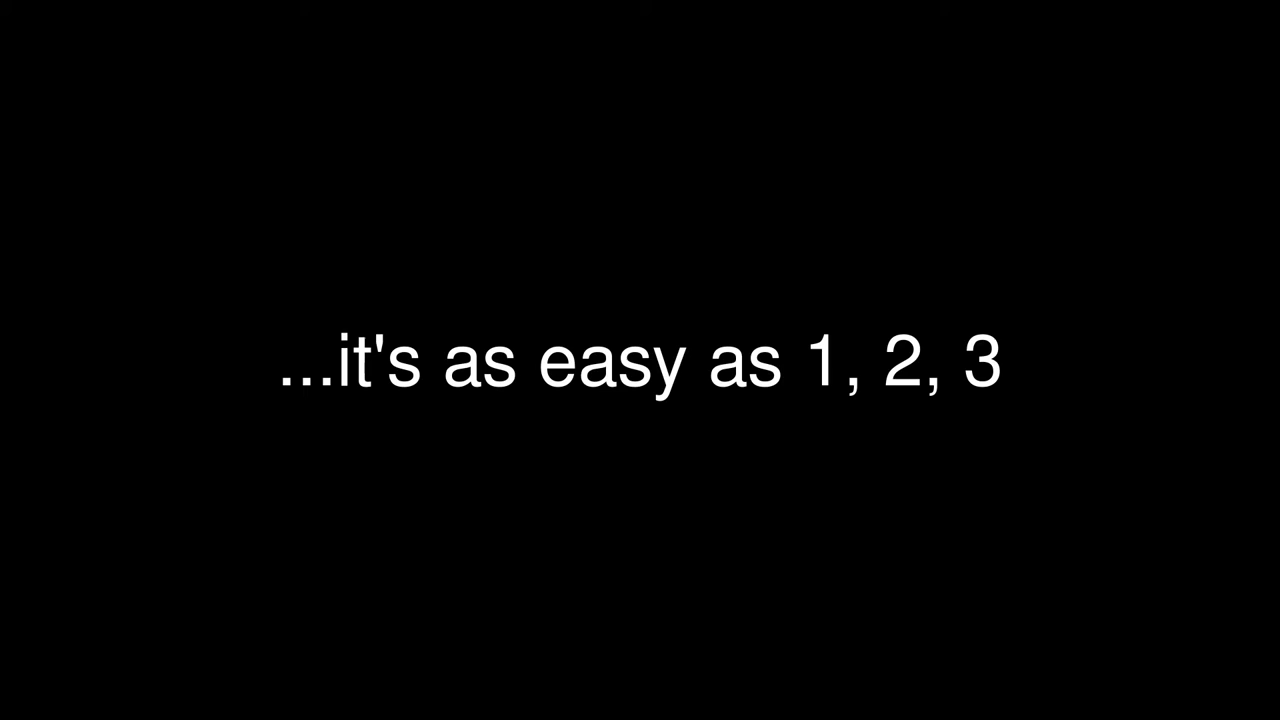 ...it's as easy as 1, 2, 3